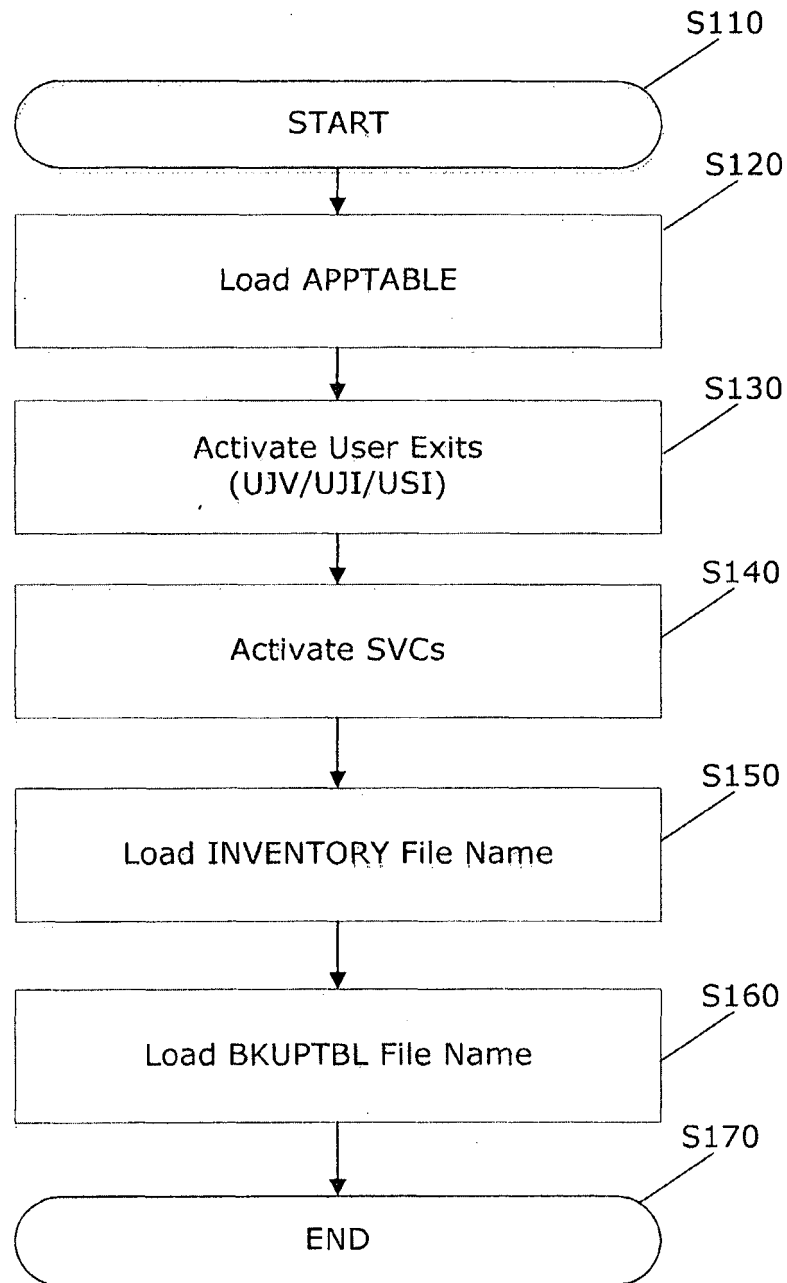 S110
START
S120
Load APPTABLE
S130
Activate User Exits
(UJV/UJI/USI)
S140
Activate SVCs
S150
Load INVENTORY File Name
S160
Load BKUPTBL File Name
S170
END